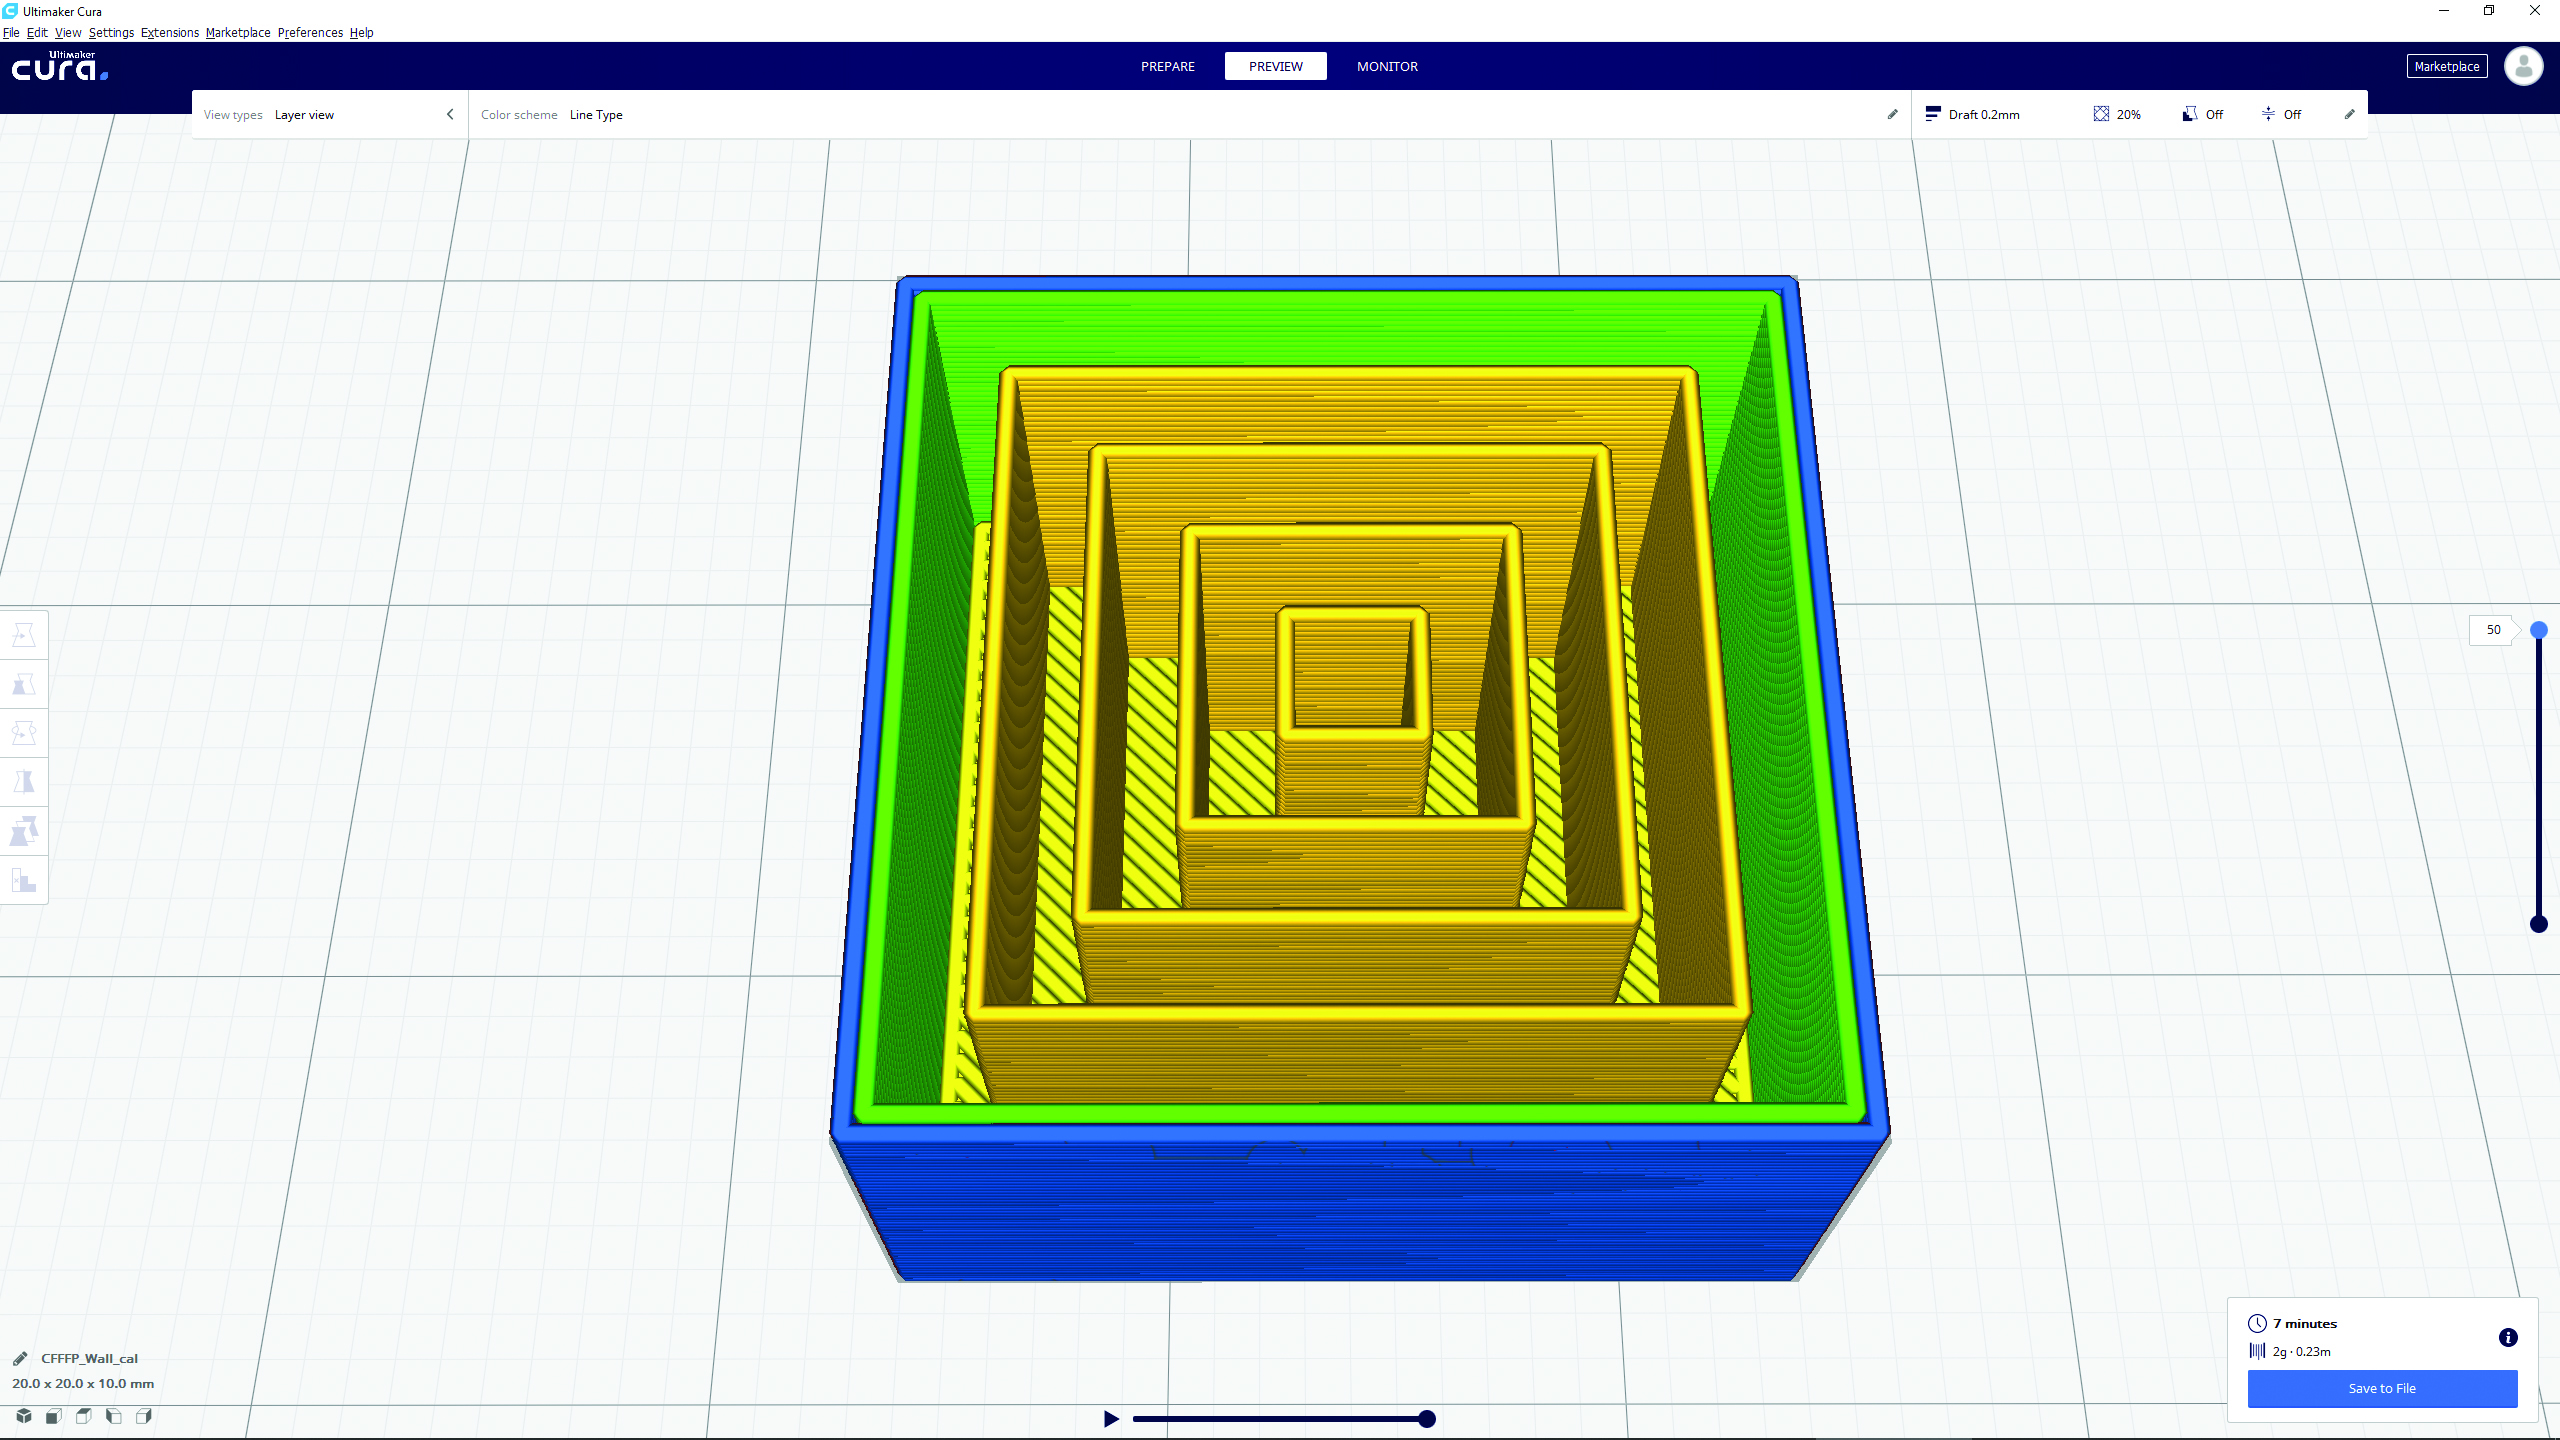 Ultimaker Cura
File Edit View Settings Extensions Marketplace Preferences Help
Ultimaker
cura.
PREPARE PREVIEW MONITOR
Marketplace
View types Layer view Color scheme Line Type
Draft 0.2mm 20% Off Off
50
7 minutes
2g · 0.23m
Save to File
CFFFP_Wall_cal
20.0 x 20.0 x 10.0 mm